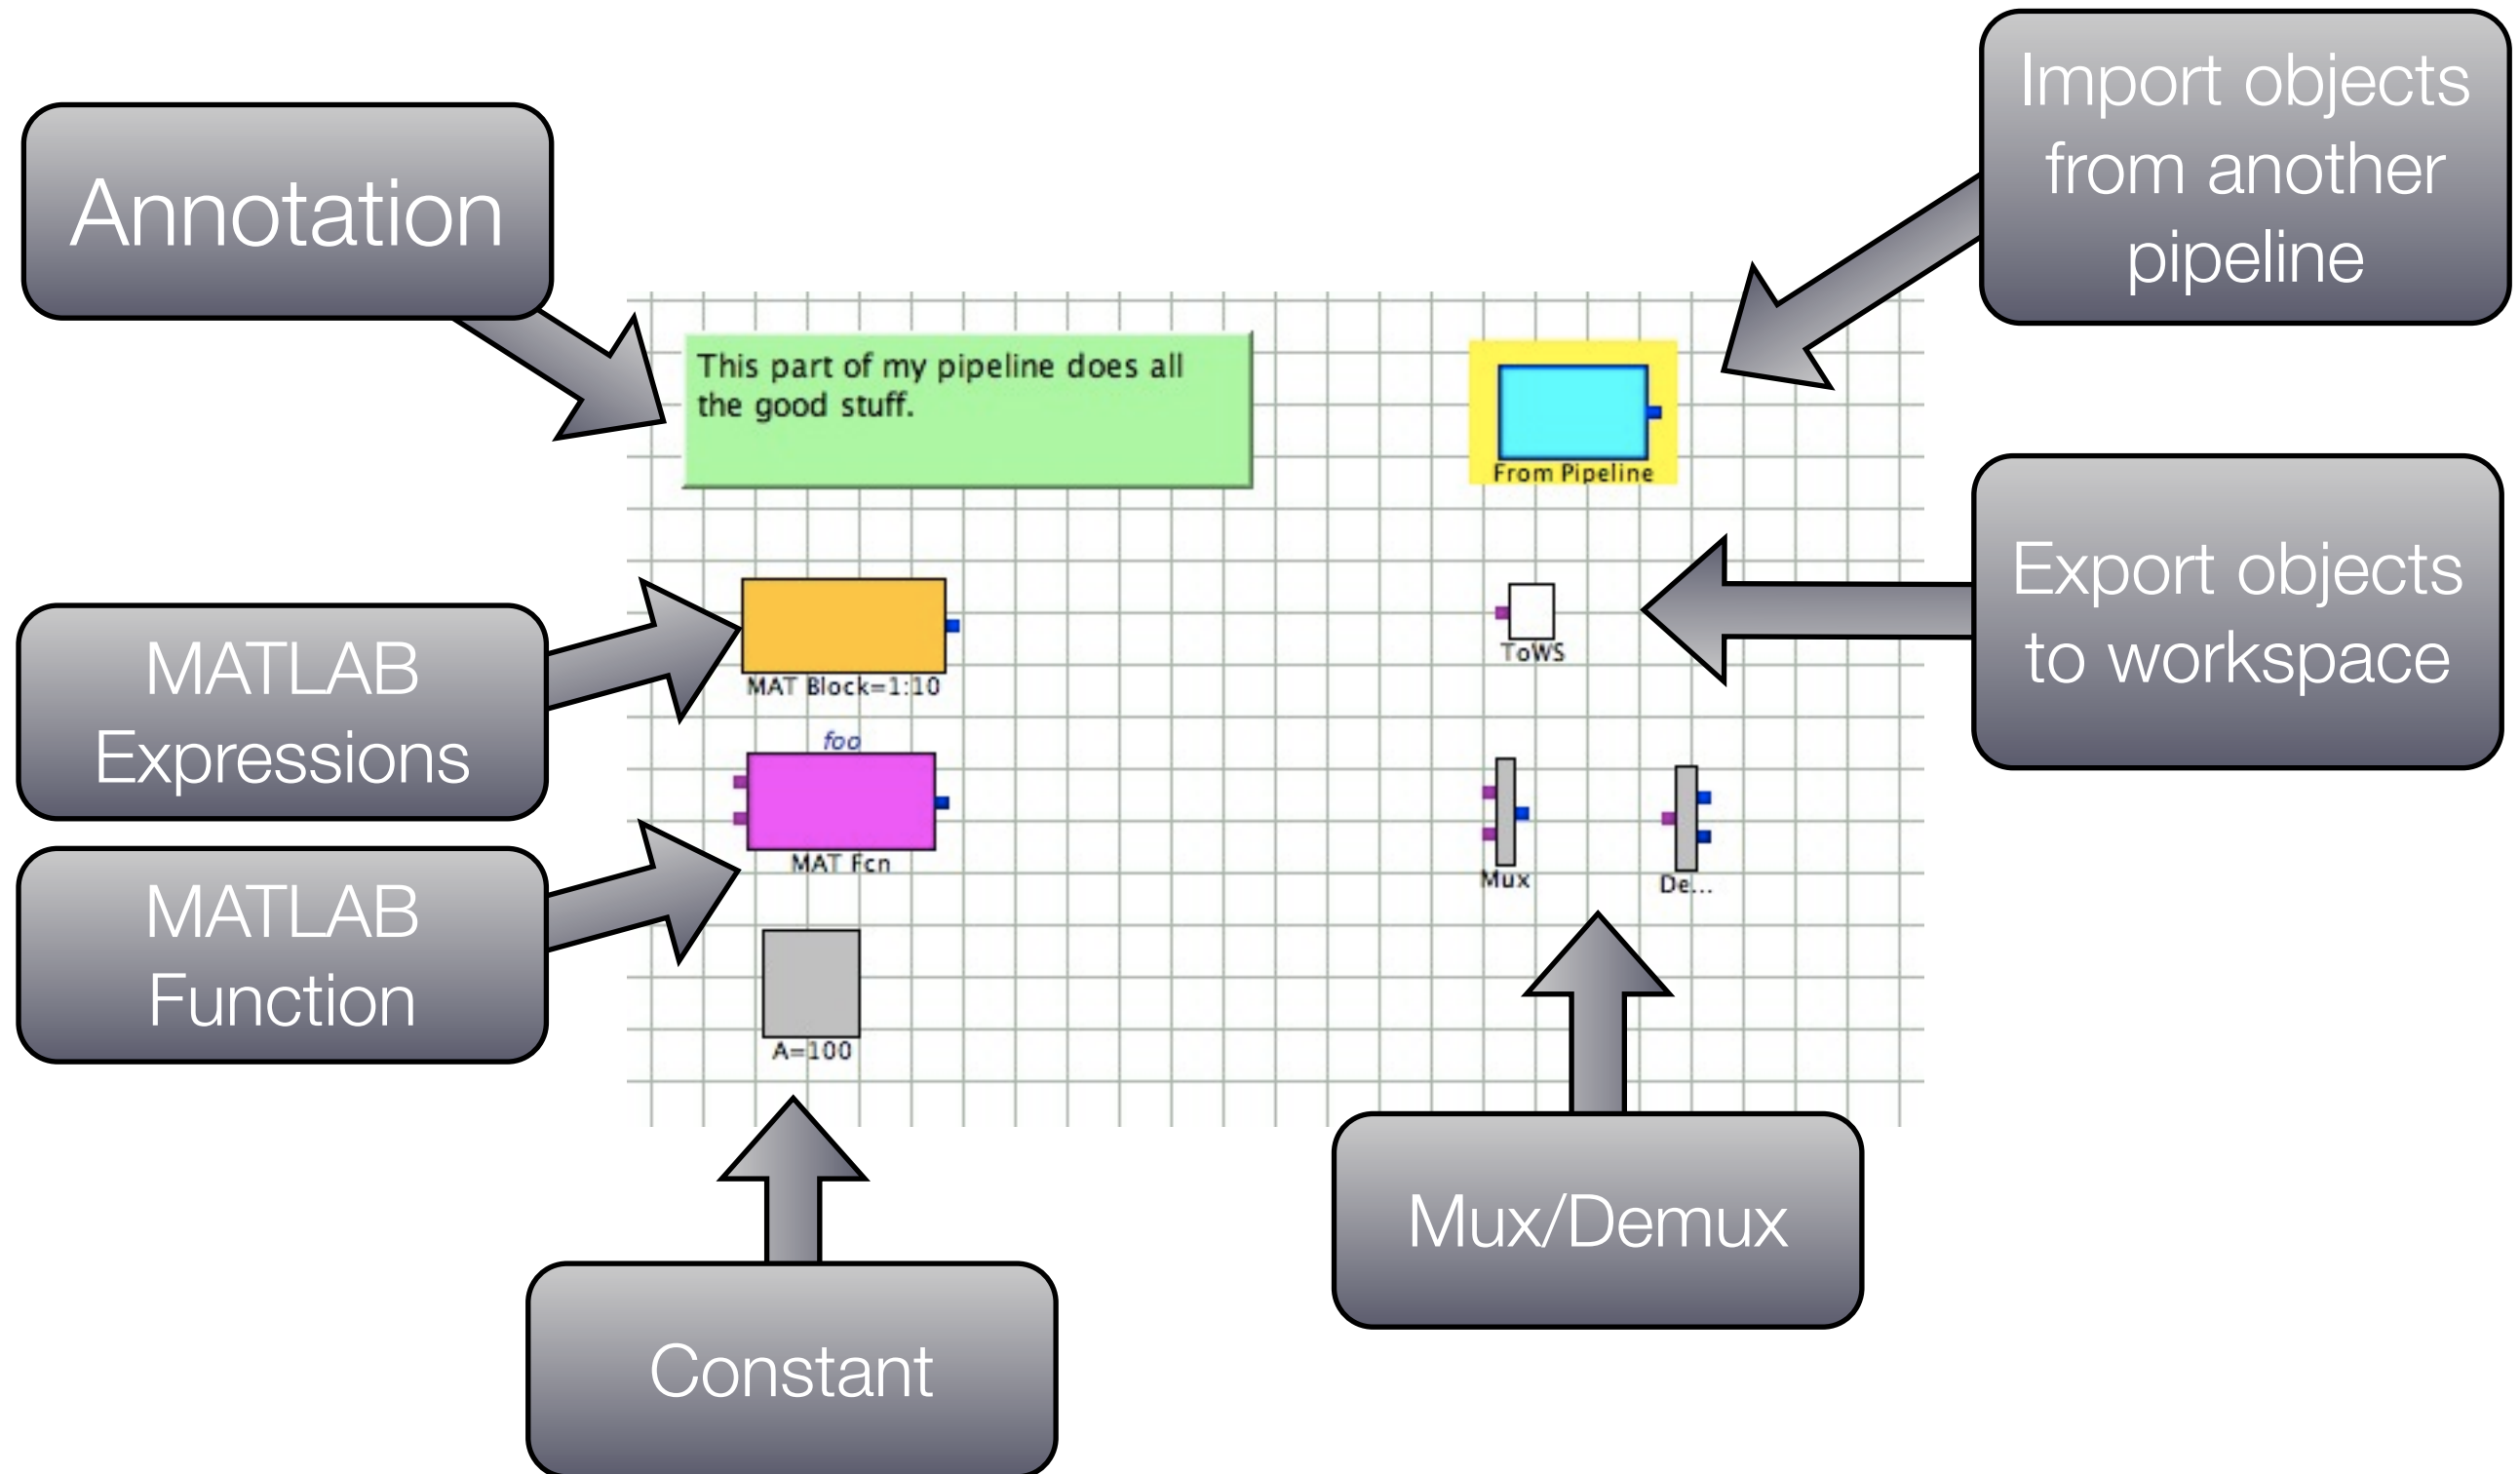 Annotation
Import objects
from another
pipeline
This part of my pipeline does all
the good stuff.
From Pipeline
Export objects
to workspace
MATLAB
Expressions
MAT Block=1:10
ToWS
foo
MAT Fcn
MATLAB
Function
Mux
De...
A=100
Mux/Demux
Constant